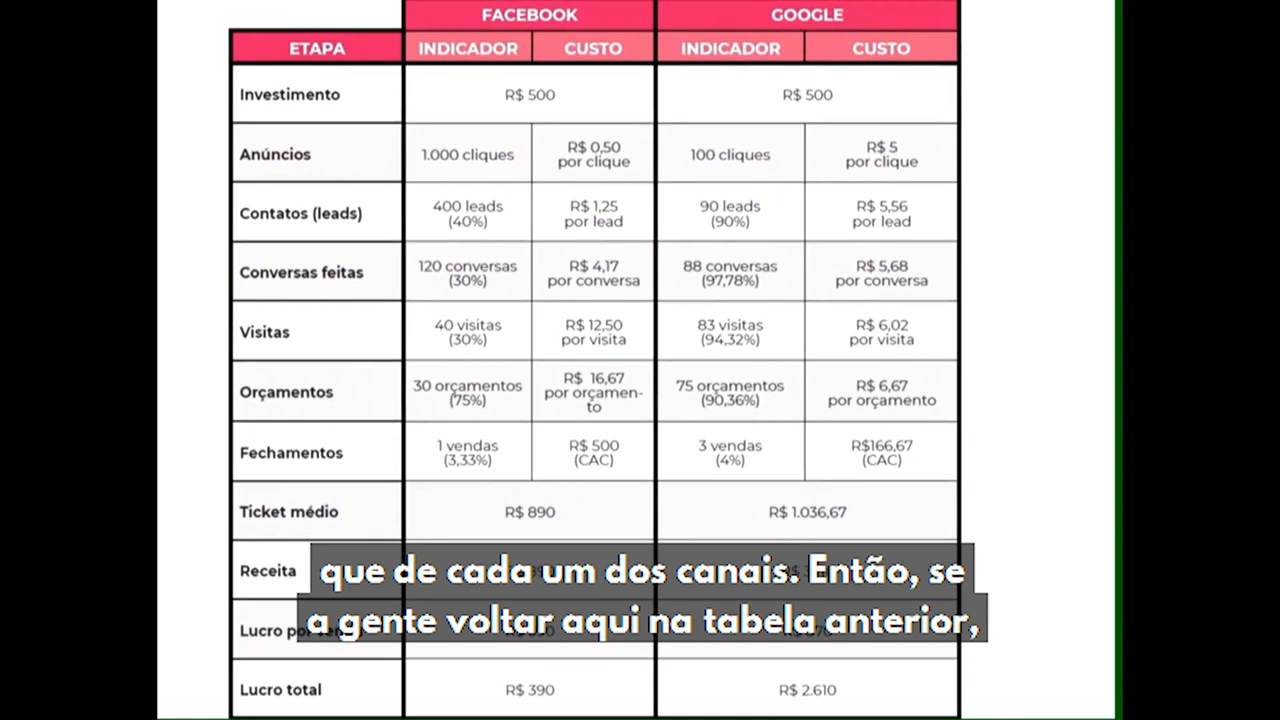 FACEBOOK GOOGLE
ETAPA INDICADOR CUSTO INDICADOR CUSTO
Investimento R$ 500 R$ 500
Anúncios 1.000 cliques R$ 0,50 por clique 100 cliques R$ 5 por clique
Contatos (leads) 400 leads (40%) R$ 1,25 por lead 90 leads (90%) R$ 5,56 por lead
Conversas feitas 120 conversas (30%) R$ 4,17 por conversa 88 conversas (97,78%) R$ 5,68 por conversa
Visitas 40 visitas (30%) R$ 12,50 por visita 83 visitas (94,32%) R$ 6,02 por visita
Orçamentos 30 orçamentos (75%) R$ 16,67 por orçamen-to 75 orçamentos (90,36%) R$ 6,67 por orçamento
Fechamentos 1 vendas (3,33%) R$ 500 (CAC) 3 vendas (4%) R$166,67 (CAC)
Ticket médio R$ 890 R$ 1.036,67
Receita
que de cada um dos canais. Então, se
a gente voltar aqui na tabela anterior,
Lucro
Lucro total R$ 390 R$ 2.610